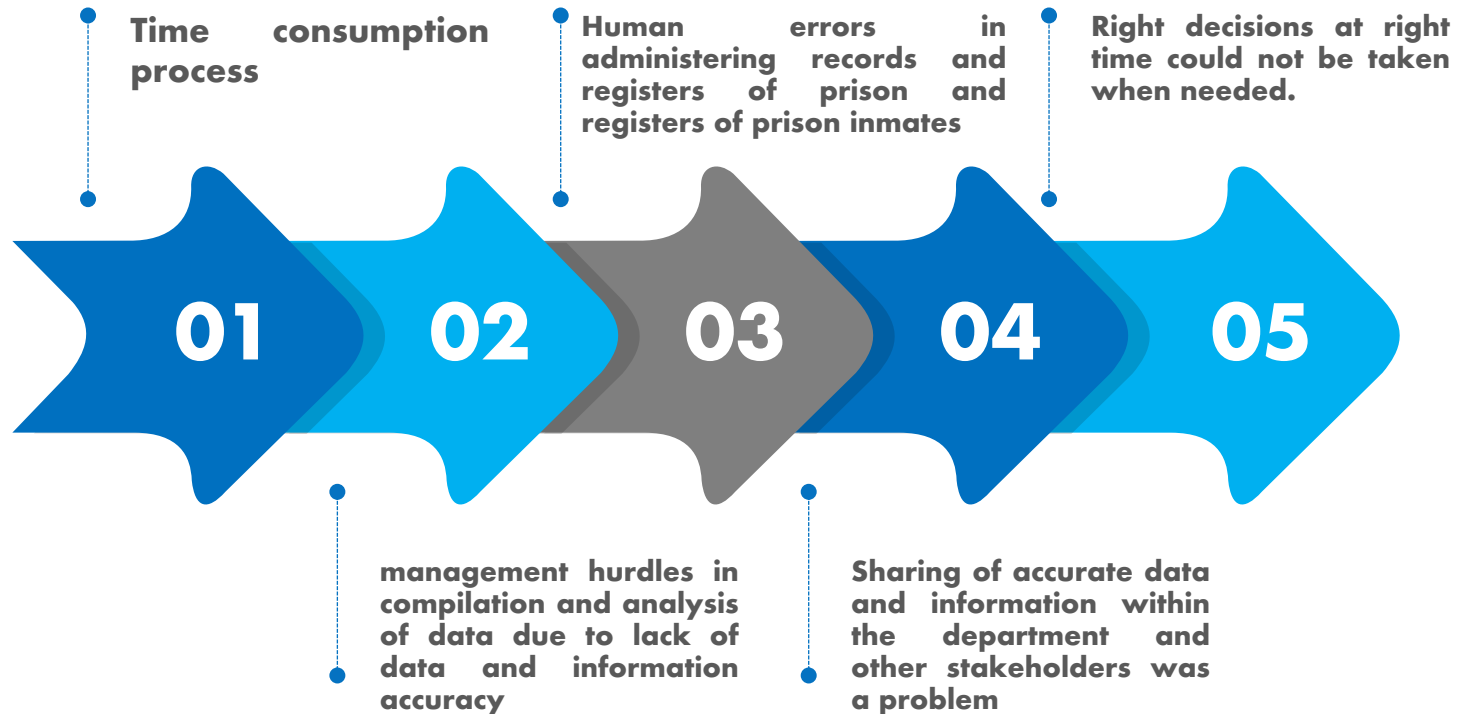 Time consumption
process
Human errors in
administering records and
registers of prison and
registers of prison inmates
Right decisions at right
time could not be taken
when needed.
01
02
03
04
05
management hurdles in
compilation and analysis
of data due to lack of
data and information
accuracy
Sharing of accurate data
and information within
the department and
other stakeholders was
a problem